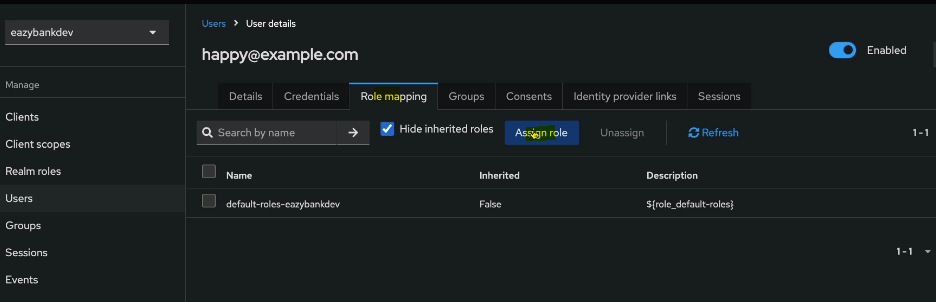 eazybankdev
Manage
Clients
Client scopes
Realm roles
Users
Groups
Sessions
Events
Users > User details
happy@example.com
Enabled
Details Credentials Role mapping Groups Consents Identity provider links Sessions
Search by name Hide inherited roles Assign role Unassign Refresh 1-1
Name Inherited Description
default-roles-eazybankdev False ${role_default-roles}
1-1